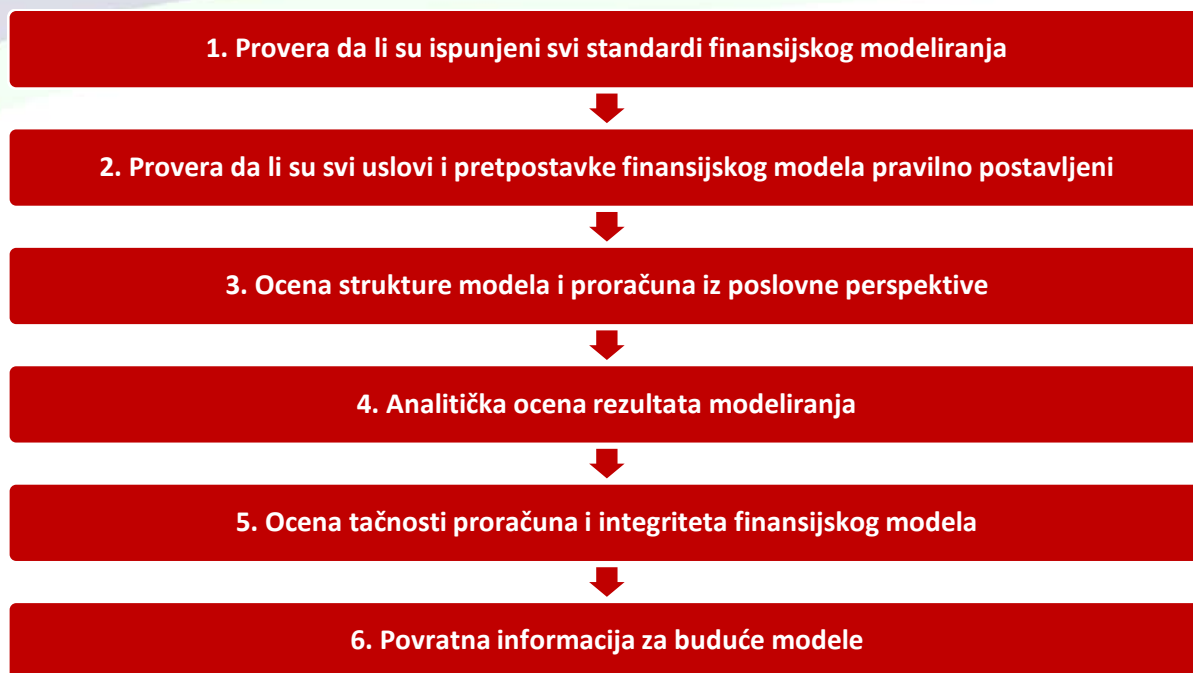 1. Provera da li su ispunjeni svi standardi finansijskog modeliranja
2. Provera da li su svi uslovi i pretpostavke finansijskog modela pravilno postavljeni
3. Ocena strukture modela i proračuna iz poslovne perspektive
4. Analitička ocena rezultata modeliranja
5. Ocena tačnosti proračuna i integriteta finansijskog modela
6. Povratna informacija za buduće modele